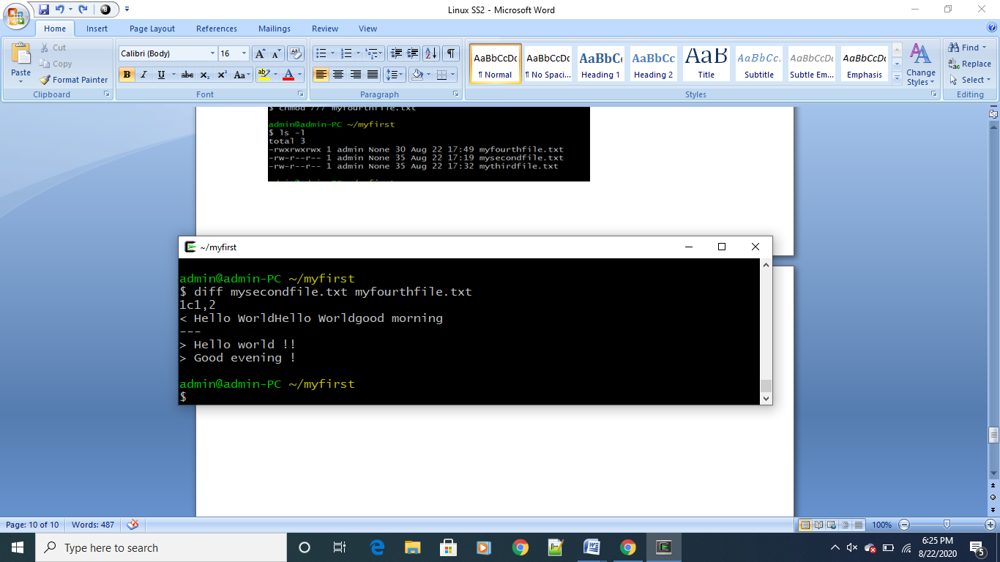 Linux SS2 - Microsoft Word
Home Insert Page Layout References Mailings Review View
Paste
Cut
Copy
Format Painter
Clipboard
Calibri (Body) 16
B I U abc x₂ x² Aa ab A
Font
Paragraph
AaBbCcDc AaBbCcDc AaBbCc AaBbCc AaB AaBbCc. AaBbCcDc AaBbCcDc
¶ Normal ¶ No Spaci... Heading 1 Heading 2 Title Subtitle Subtle Em... Emphasis
Change Styles
Styles
Find
Replace
Select
Editing
$ chmod 777 myfourthfile.txt
admin@admin-PC ~/myfirst
$ ls -l
total 3
-rwxrwxrwx 1 admin None 30 Aug 22 17:49 myfourthfile.txt
-rw-r--r-- 1 admin None 35 Aug 22 17:19 mysecondfile.txt
-rw-r--r-- 1 admin None 35 Aug 22 17:32 mythirdfile.txt
~/myfirst
admin@admin-PC ~/myfirst
$ diff mysecondfile.txt myfourthfile.txt
1c1,2
< Hello WorldHello Worldgood morning
---
> Hello world !!
> Good evening !
admin@admin-PC ~/myfirst
$
Page: 10 of 10 Words: 487 100%
Type here to search
6:25 PM
8/22/2020
5